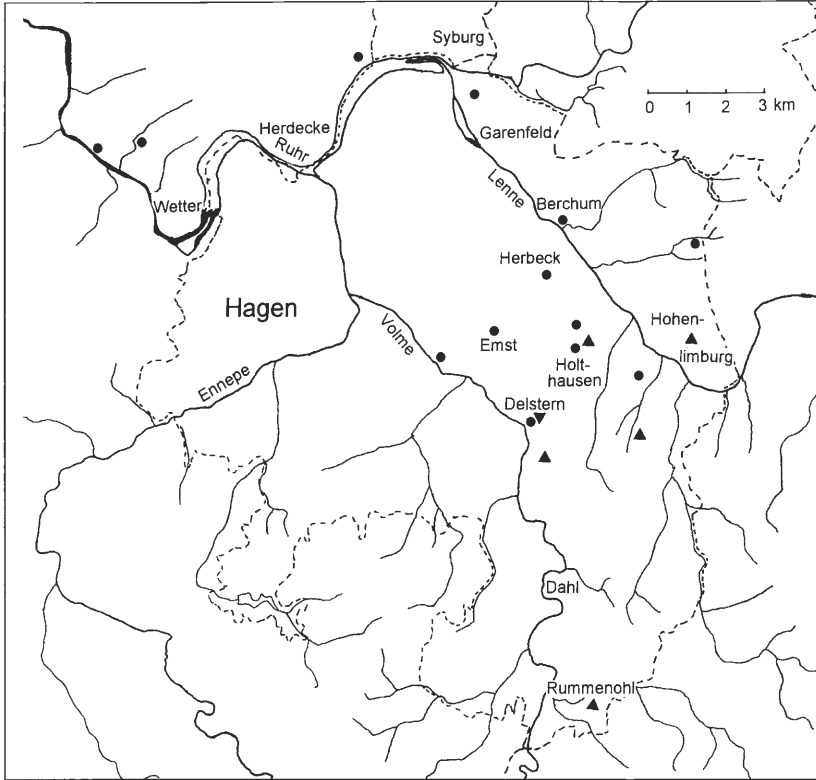 Syburg
0 1 2 3 km
Herdecke
Ruhr
Garenfeld
Lenne
Wetter
Berchum
Herbeck
Hagen
Volme
Hohen-
limburg
Emst
Holt-
hausen
Ennepe
Delstern
Dahl
Rummenohl